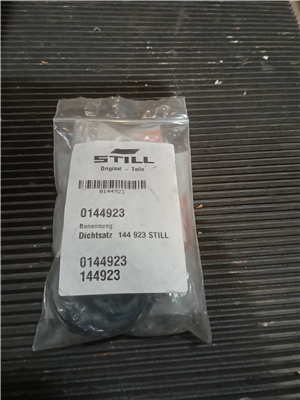 STILL
Original - Teile
0144923
0144923
Benennung:
Dichtsatz 144 923 STILL
0144923
144923